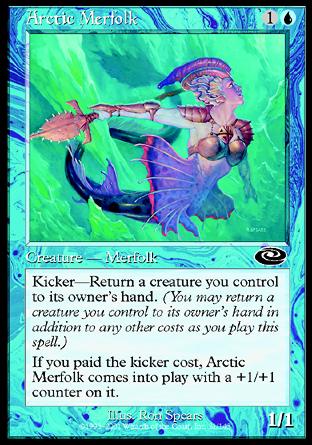 Arctic Merfolk 1
Creature — Merfolk
Kicker—Return a creature you control
to its owner's hand. (You may return a
creature you control to its owner's hand in
addition to any other costs as you play this
spell.)
If you paid the kicker cost, Arctic
Merfolk comes into play with a +1/+1
counter on it.
Illus. Ron Spears
1/1